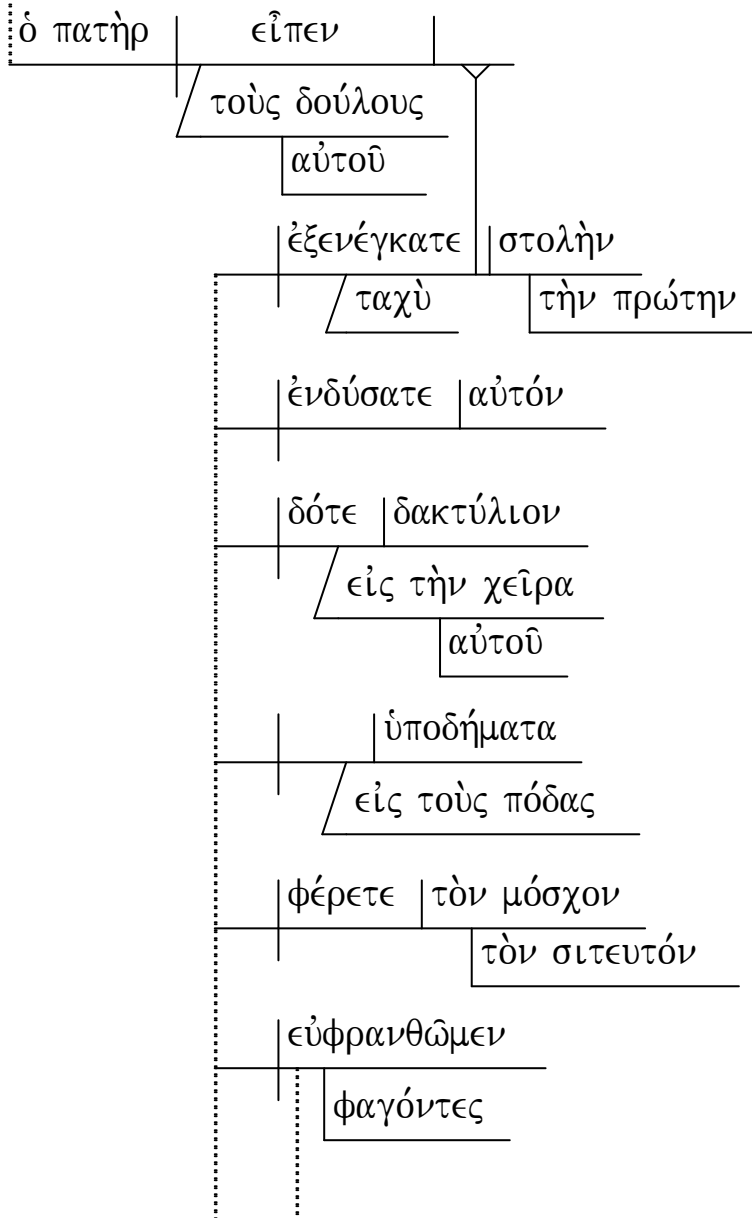 ὁ πατὴρ εἶπεν
τοὺς δούλους
αὐτοῦ
ἐξενέγκατε στολὴν
ταχὺ τὴν πρώτην
ἐνδύσατε αὐτόν
δότε δακτύλιον
εἰς τὴν χεῖρα
αὐτοῦ
ὑποδήματα
εἰς τοὺς πόδας
φέρετε τὸν μόσχον
τὸν σιτευτόν
εὐφρανθῶμεν
φαγόντες